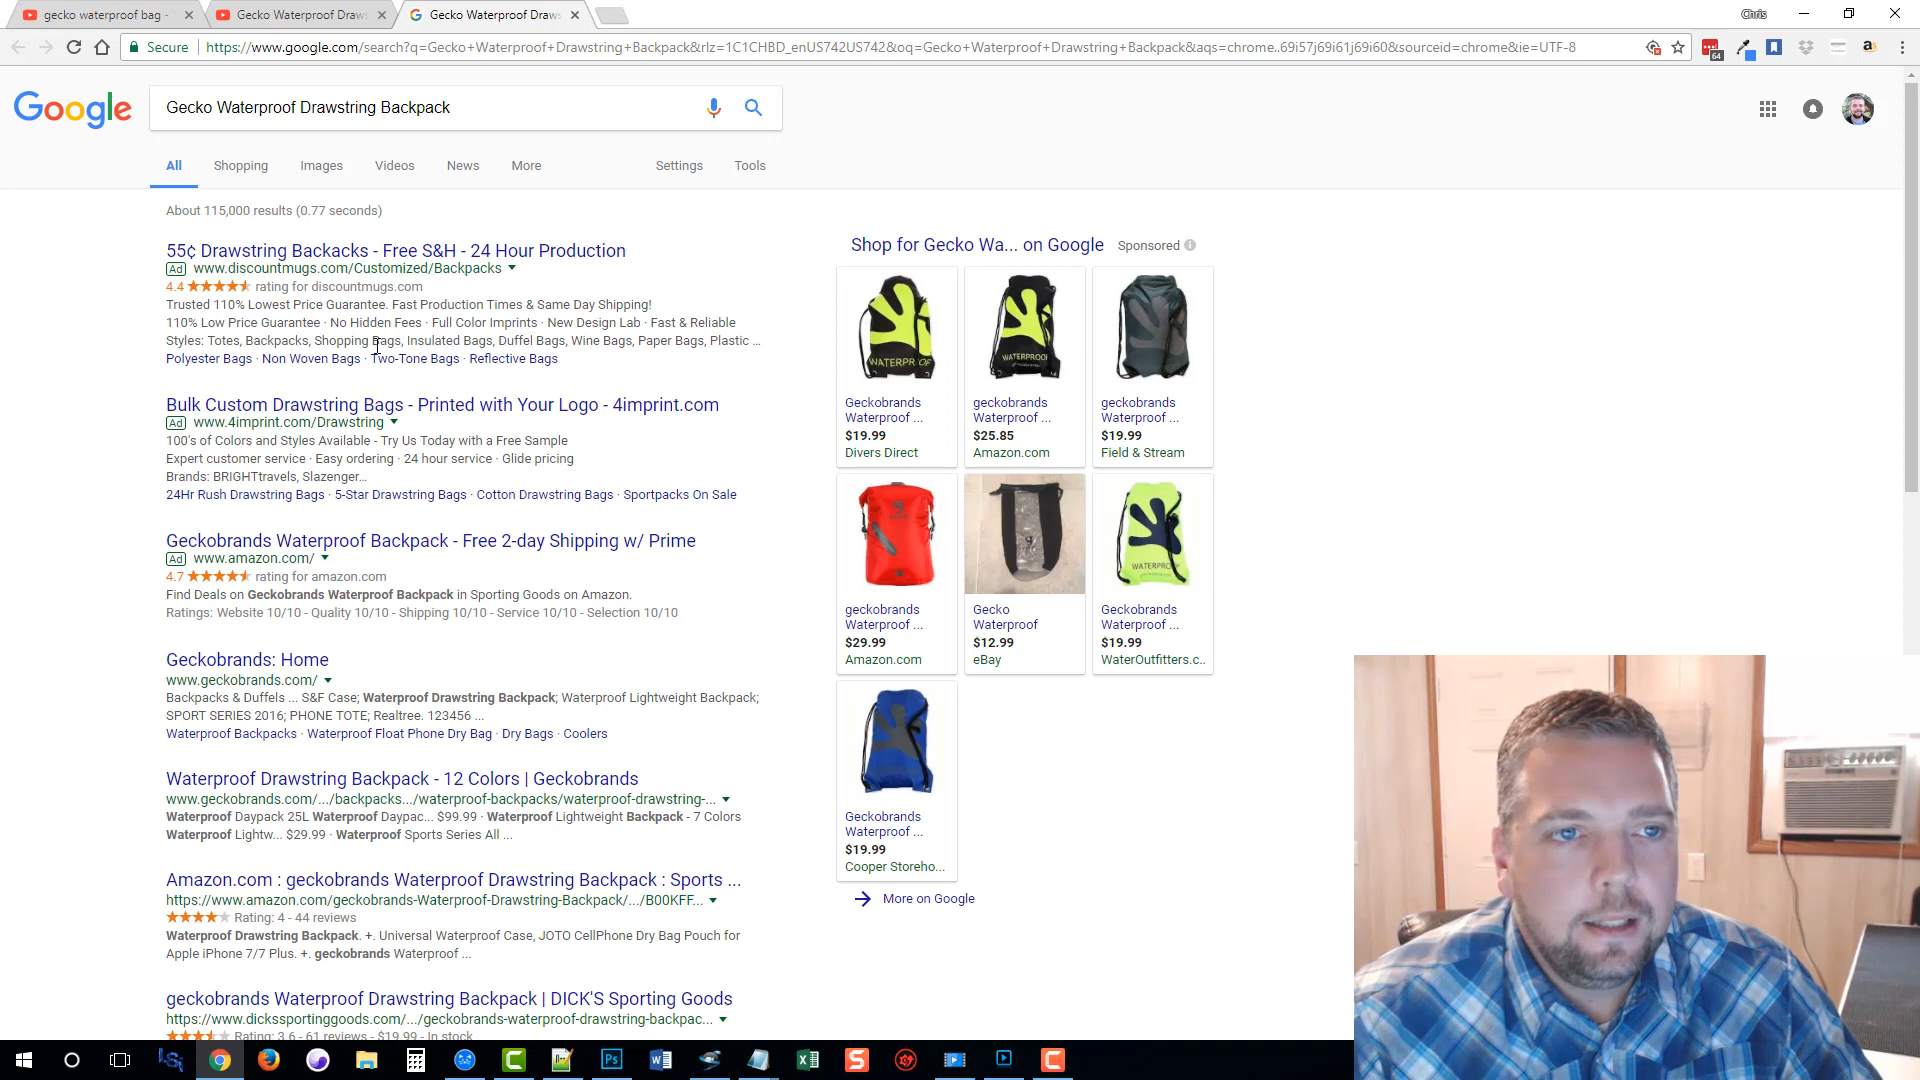 gecko waterproof bag -
Gecko Waterproof Draws
Gecko Waterproof Draws
Chris
Secure
https://www.google.com/search?q=Gecko+Waterproof+Drawstring+Backpack&rlz=1C1CHBD_enUS742US742&oq=Gecko+Waterproof+Drawstring+Backpack&aqs=chrome..69i57j69i61j69i60&sourceid=chrome&ie=UTF-8
64
Google
Gecko Waterproof Drawstring Backpack
All
Shopping
Images
Videos
News
More
Settings
Tools
About 115,000 results (0.77 seconds)
55¢ Drawstring Backacks - Free S&H - 24 Hour Production
Ad www.discountmugs.com/Customized/Backpacks
4.4 rating for discountmugs.com
Trusted 110% Lowest Price Guarantee. Fast Production Times & Same Day Shipping!
110% Low Price Guarantee · No Hidden Fees · Full Color Imprints · New Design Lab · Fast & Reliable
Styles: Totes, Backpacks, Shopping Bags, Insulated Bags, Duffel Bags, Wine Bags, Paper Bags, Plastic ...
Polyester Bags · Non Woven Bags · Two-Tone Bags · Reflective Bags
Bulk Custom Drawstring Bags - Printed with Your Logo - 4imprint.com
Ad www.4imprint.com/Drawstring
100's of Colors and Styles Available - Try Us Today with a Free Sample
Expert customer service · Easy ordering · 24 hour service · Glide pricing
Brands: BRIGHTtravels, Slazenger...
24Hr Rush Drawstring Bags · 5-Star Drawstring Bags · Cotton Drawstring Bags · Sportpacks On Sale
Geckobrands Waterproof Backpack - Free 2-day Shipping w/ Prime
Ad www.amazon.com/
4.7 rating for amazon.com
Find Deals on Geckobrands Waterproof Backpack in Sporting Goods on Amazon.
Ratings: Website 10/10 - Quality 10/10 - Shipping 10/10 - Service 10/10 - Selection 10/10
Geckobrands: Home
www.geckobrands.com/
Backpacks & Duffels ... S&F Case; Waterproof Drawstring Backpack; Waterproof Lightweight Backpack;
SPORT SERIES 2016; PHONE TOTE; Realtree. 123456 ...
Waterproof Backpacks · Waterproof Float Phone Dry Bag · Dry Bags · Coolers
Waterproof Drawstring Backpack - 12 Colors | Geckobrands
www.geckobrands.com/.../backpacks.../waterproof-backpacks/waterproof-drawstring-...
Waterproof Daypack 25L Waterproof Daypac... $99.99 · Waterproof Lightweight Backpack - 7 Colors
Waterproof Lightw... $29.99 · Waterproof Sports Series All ...
Amazon.com : geckobrands Waterproof Drawstring Backpack : Sports ...
https://www.amazon.com/geckobrands-Waterproof-Drawstring-Backpack/.../B00KFF...
Rating: 4 - 44 reviews
Waterproof Drawstring Backpack. +. Universal Waterproof Case, JOTO CellPhone Dry Bag Pouch for
Apple iPhone 7/7 Plus. +. geckobrands Waterproof ...
geckobrands Waterproof Drawstring Backpack | DICK'S Sporting Goods
https://www.dickssportinggoods.com/.../geckobrands-waterproof-drawstring-backpac...
Rating: 3.6 - 61 reviews - $19.99 - In stock
Shop for Gecko Wa... on Google
Sponsored
WATERPROOF
WATERPROOF
Geckobrands
Waterproof ...
$19.99
Divers Direct
geckobrands
Waterproof ...
$25.85
Amazon.com
geckobrands
Waterproof ...
$19.99
Field & Stream
WATERPROOF
geckobrands
Waterproof ...
$29.99
Amazon.com
Gecko
Waterproof
$12.99
eBay
Geckobrands
Waterproof ...
$19.99
WaterOutfitters.c..
Geckobrands
Waterproof ...
$19.99
Cooper Storeho...
More on Google